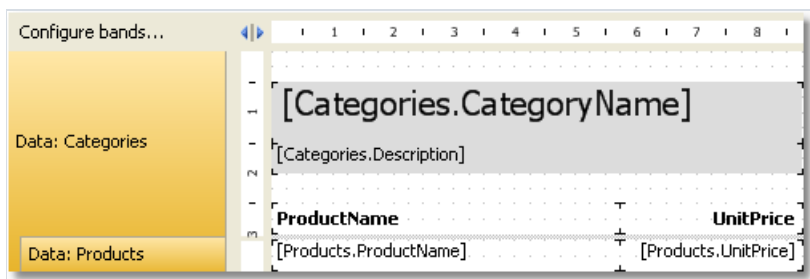 Configure bands...
1 2 3 4 5 6 7 8
[Categories.CategoryName]
1
Data: Categories
[Categories.Description]
2
ProductName UnitPrice
3
Data: Products [Products.ProductName] [Products.UnitPrice]